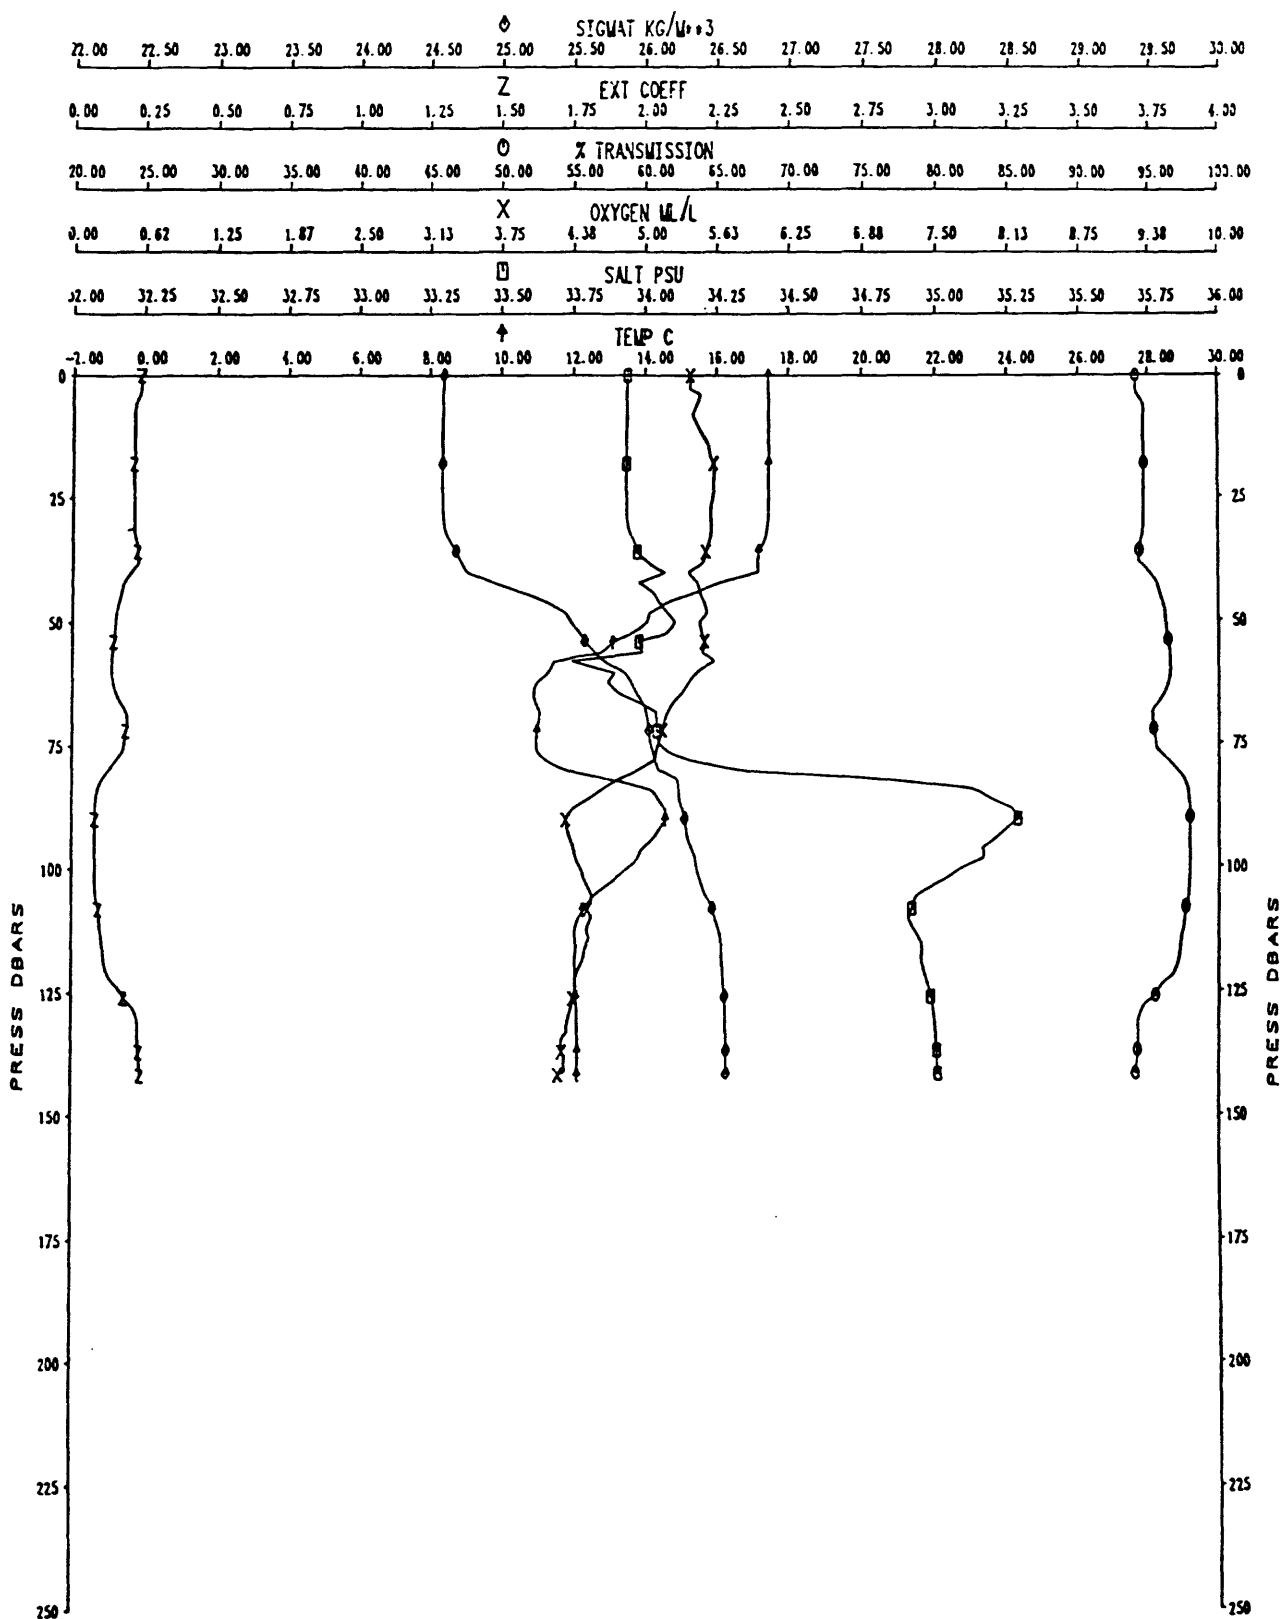 SIGMAT KG/M**3
22.00 22.50 23.00 23.50 24.00 24.50 25.00 25.50 26.00 26.50 27.00 27.50 28.00 28.50 29.00 29.50 33.00
Z EXT COEFF
0.00 0.25 0.50 0.75 1.00 1.25 1.50 1.75 2.00 2.25 2.50 2.75 3.00 3.25 3.50 3.75 4.00
% TRANSMISSION
20.00 25.00 30.00 35.00 40.00 45.00 50.00 55.00 60.00 65.00 70.00 75.00 80.00 85.00 90.00 95.00 100.00
X OXYGEN ML/L
0.00 0.62 1.25 1.87 2.50 3.13 3.75 4.38 5.00 5.63 6.25 6.88 7.50 8.13 8.75 9.38 10.00
SALT PSU
32.00 32.25 32.50 32.75 33.00 33.25 33.50 33.75 34.00 34.25 34.50 34.75 35.00 35.25 35.50 35.75 36.00
TEMP C
-2.00 0.00 2.00 4.00 6.00 8.00 10.00 12.00 14.00 16.00 18.00 20.00 22.00 24.00 26.00 28.00 30.00
0 0
25 25
50 50
75 75
100 100
PRESS DBARS PRESS DBARS
125 125
150 150
175 175
200 200
225 225
250 250